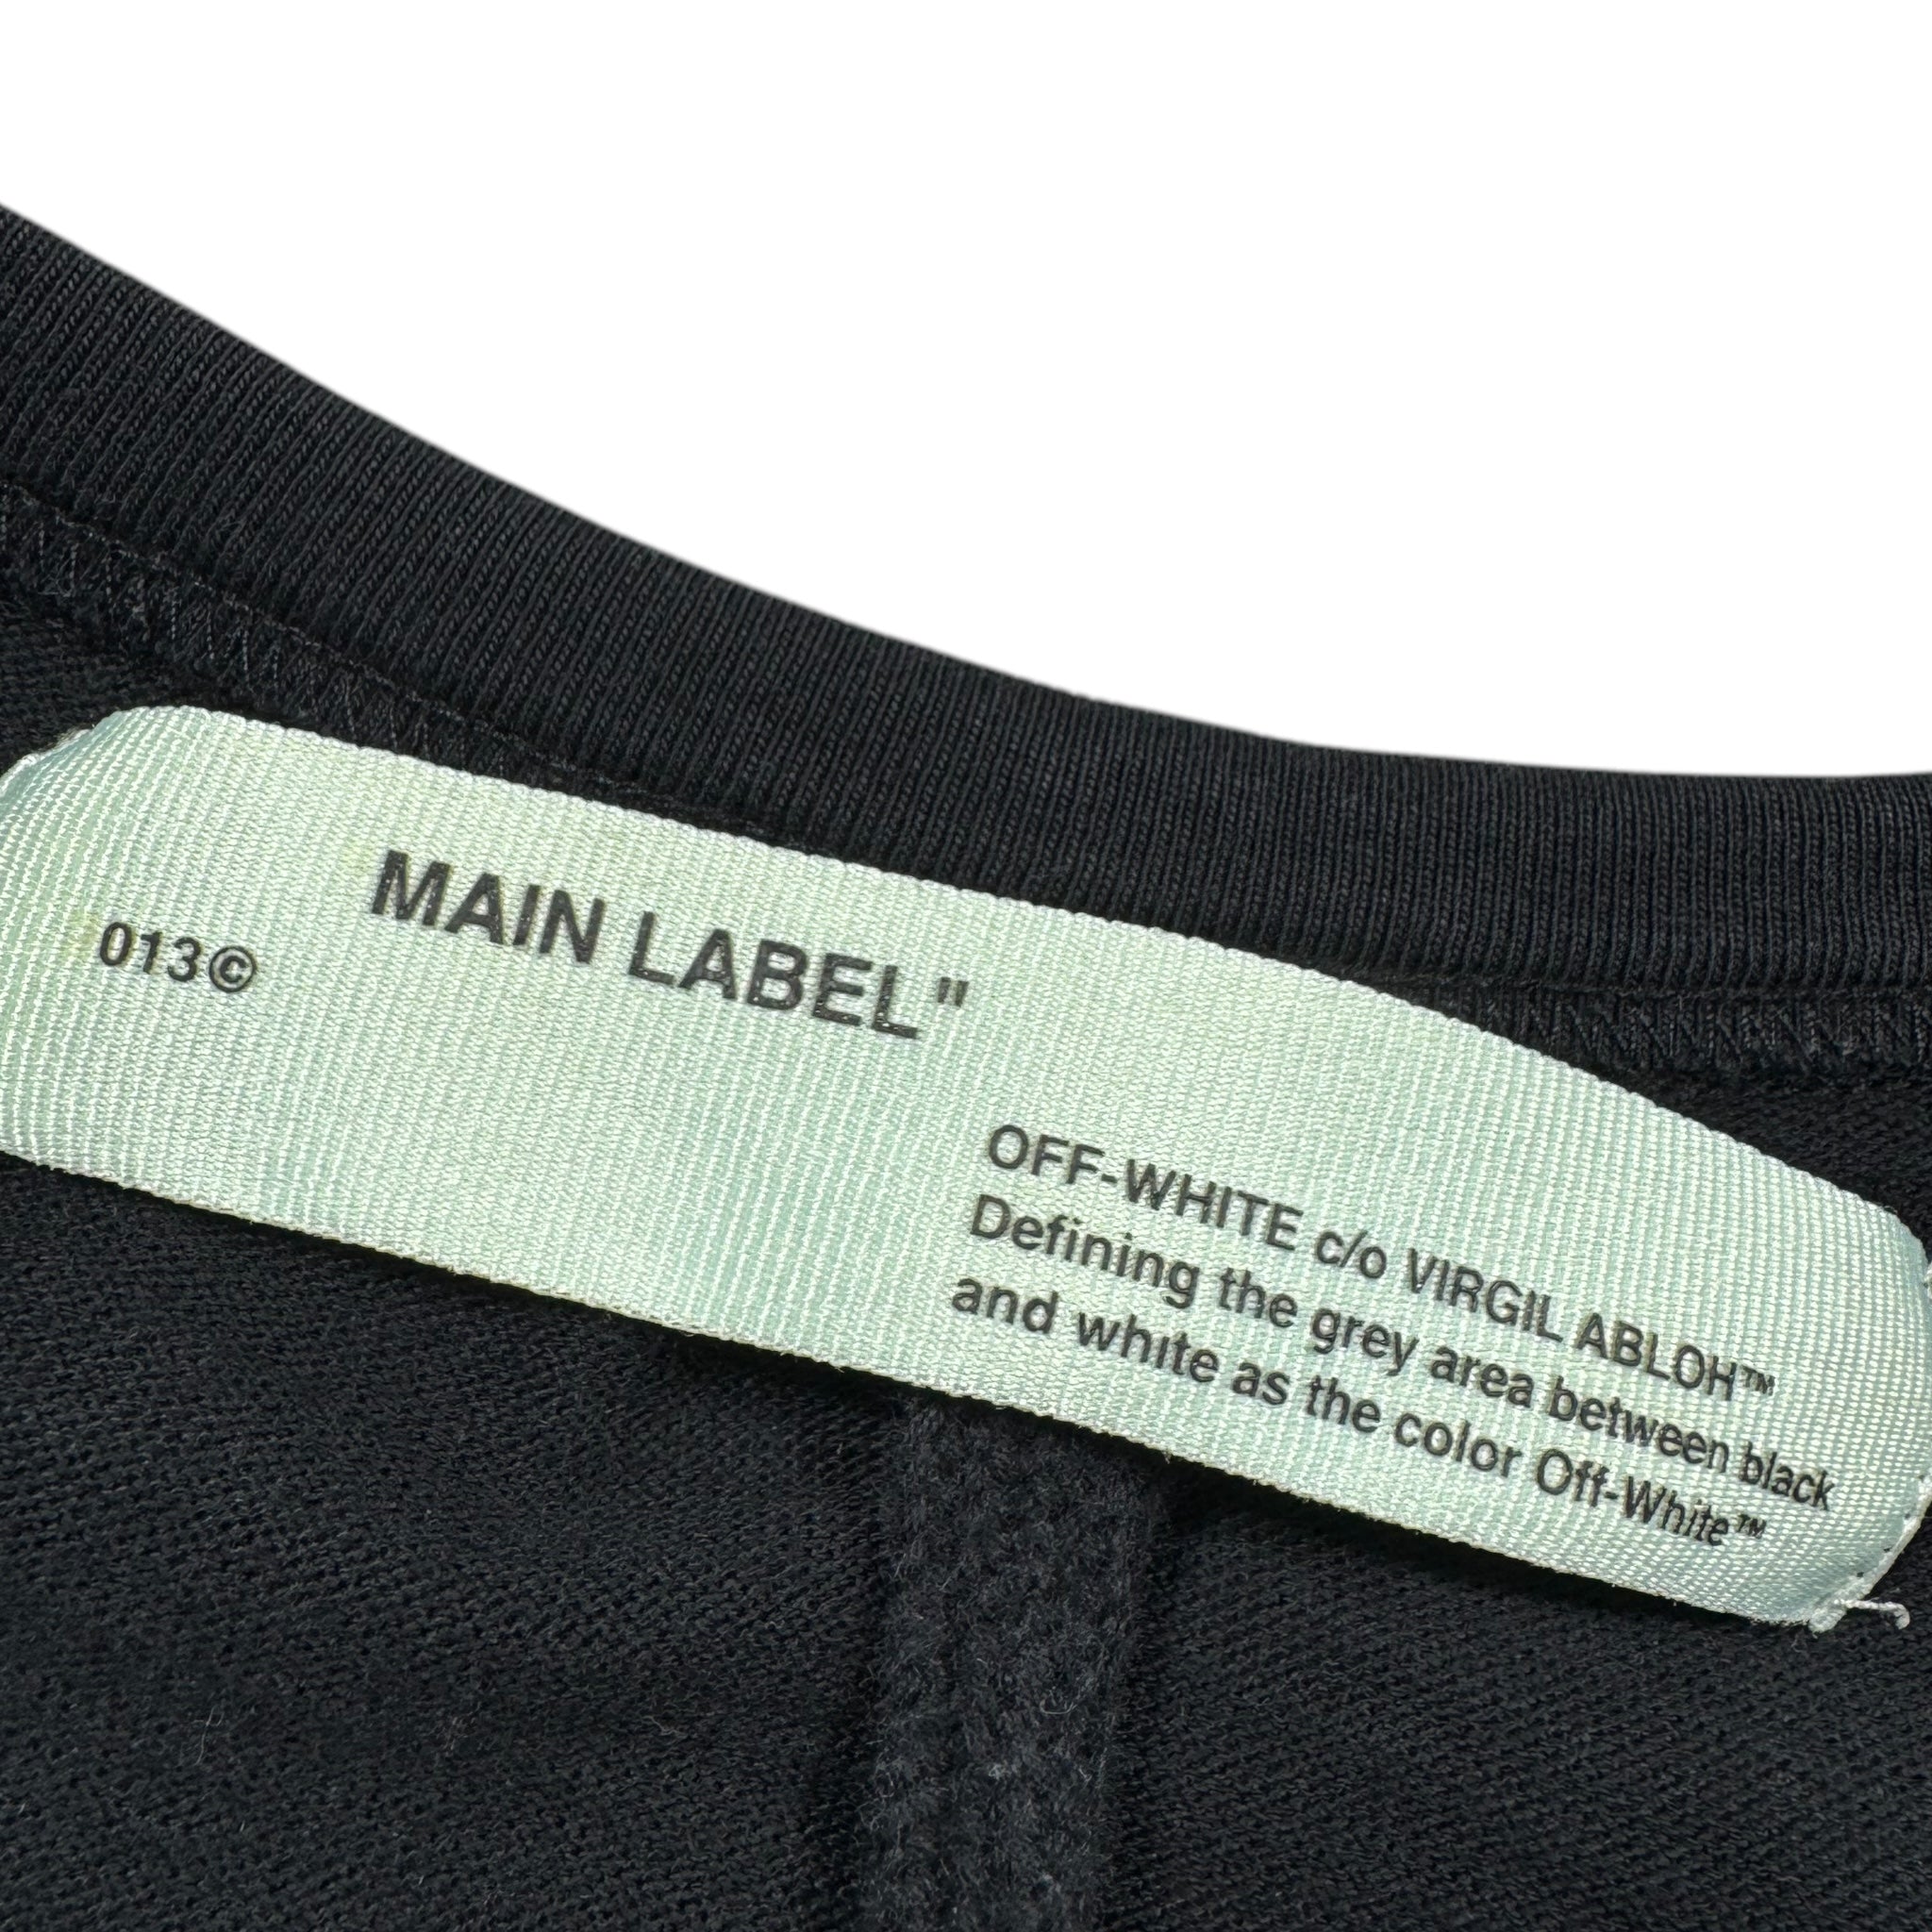 MAIN LABEL"
013©
OFF-WHITE c/o VIRGIL ABLOH™
Defining the grey area between black
and white as the color Off-White™